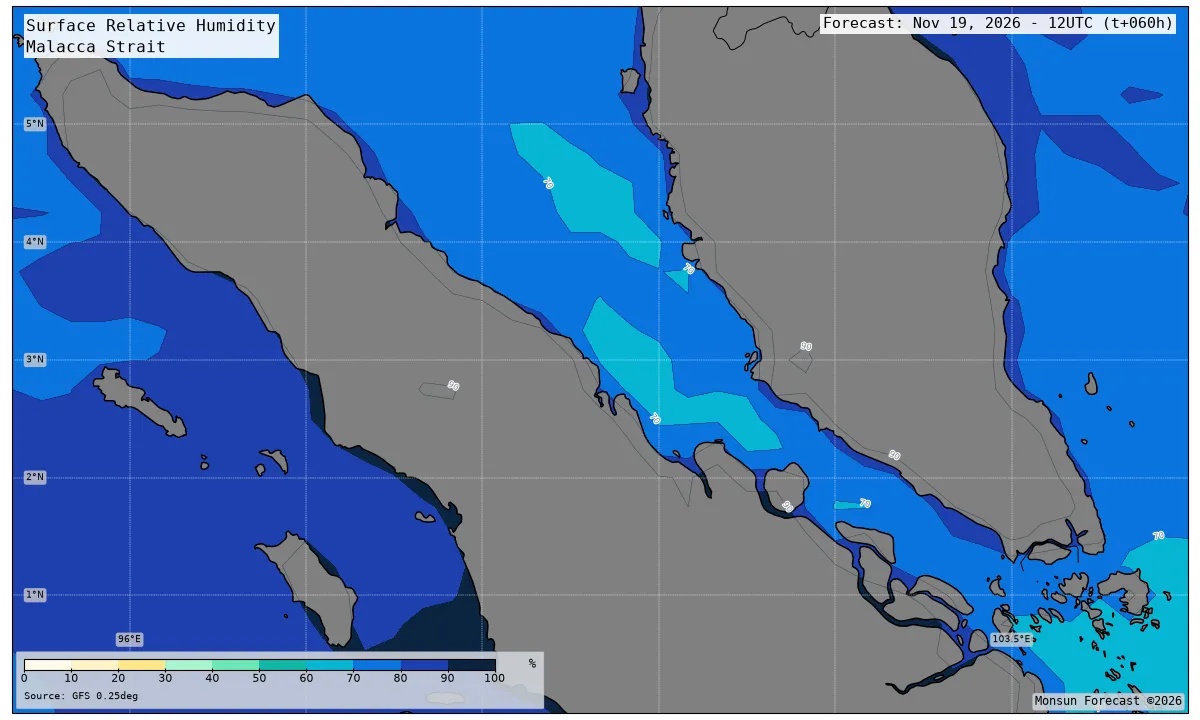 Surface Relative Humidity
Malacca Strait
Forecast: Nov 19, 2026 - 12UTC (t+060h)
5°N
70
4°N
70
90
3°N
90
70
90
2°N
90
70
70
1°N
96°E
103.5°E
%
0 10 20 30 40 50 60 70 80 90 100
Source: GFS 0.25deg
Monsun Forecast ©2026